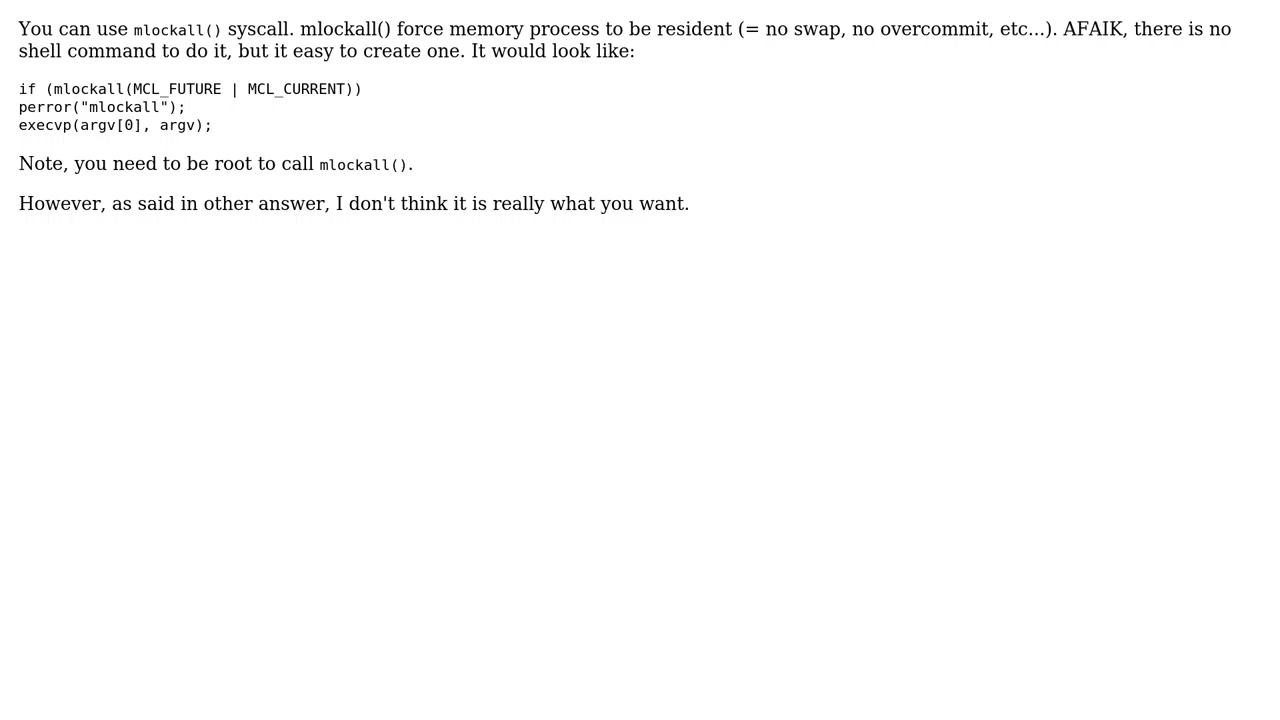 You can use mlockall() syscall. mlockall() force memory process to be resident (= no swap, no overcommit, etc...). AFAIK, there is no
shell command to do it, but it easy to create one. It would look like:
if (mlockall(MCL_FUTURE | MCL_CURRENT))
perror("mlockall");
execvp(argv[0], argv);
Note, you need to be root to call mlockall().
However, as said in other answer, I don't think it is really what you want.